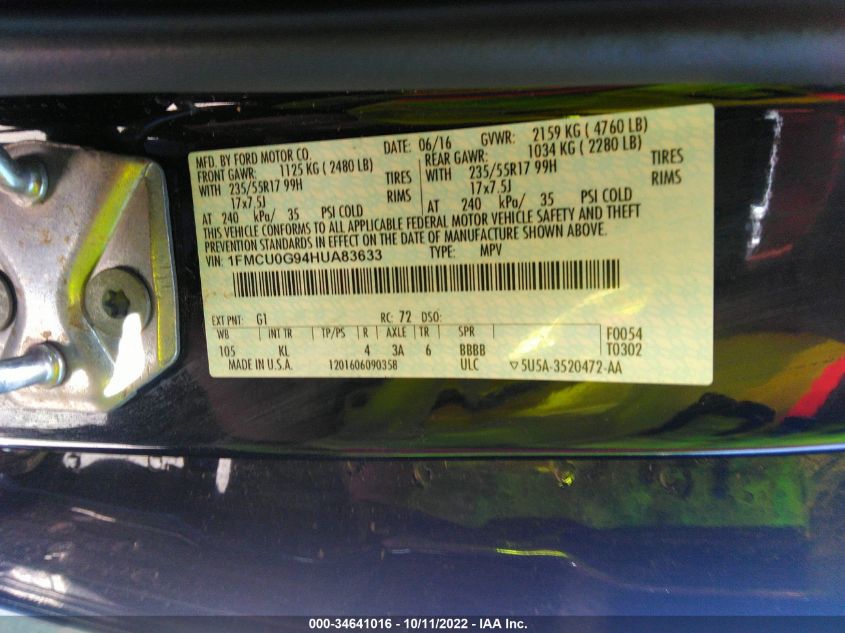 MFD. BY FORD MOTOR CO. DATE: 06/16 GVWR: 2159 KG ( 4760 LB)
FRONT GAWR: 1125 KG ( 2480 LB) REAR GAWR: 1034 KG ( 2280 LB)
WITH 235/55R17 99H TIRES WITH 235/55R17 99H TIRES
17x7.5J RIMS 17x7.5J RIMS
AT 240 kPa/ 35 PSI COLD AT 240 kPa/ 35 PSI COLD
THIS VEHICLE CONFORMS TO ALL APPLICABLE FEDERAL MOTOR VEHICLE SAFETY AND THEFT
PREVENTION STANDARDS IN EFFECT ON THE DATE OF MANUFACTURE SHOWN ABOVE.
VIN: 1FMCU0G94HUA83633 TYPE: MPV
EXT PNT: G1 RC: 72 DSO:
WB INT TR TP/PS R AXLE TR SPR F0054
105 KL 4 3A 6 BBBB T0302
MADE IN U.S.A. 1201606090358 ULC ▽5U5A-3520472-AA
000-34641016 - 10/11/2022 - IAA Inc.